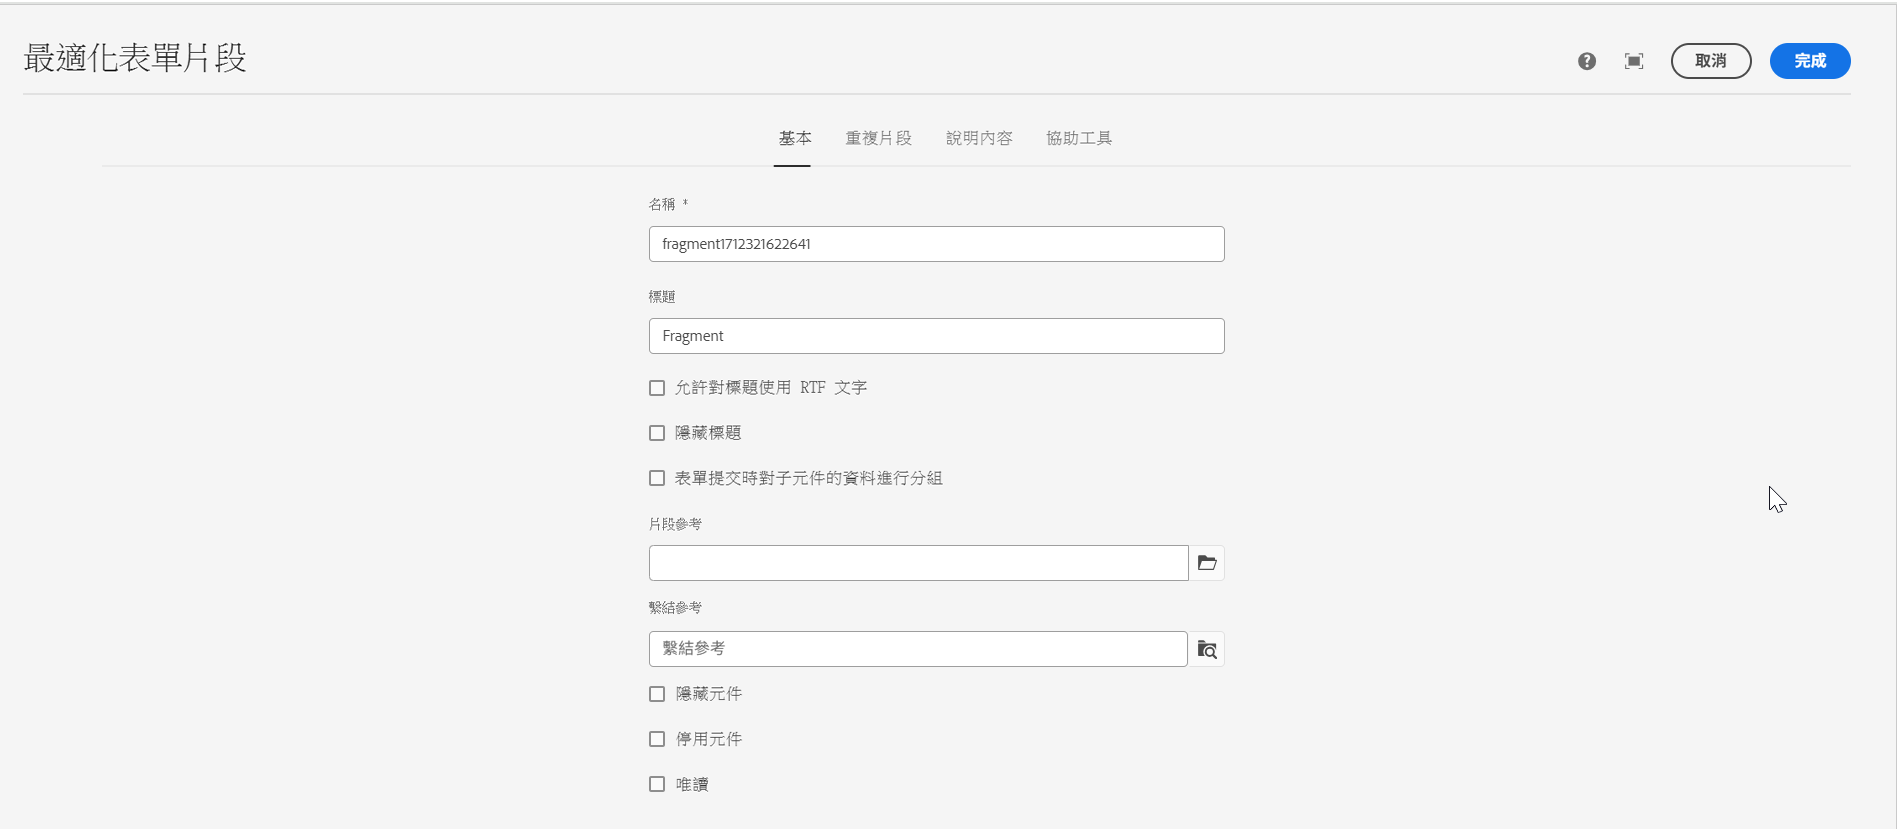 最適化表單片段
取消
完成
基本 重複片段 說明內容 協助工具
名稱 *
fragment1712321622641
標題
Fragment
允許對標題使用 RTF 文字
隱藏標題
表單提交時對子元件的資料進行分組
片段參考
繫結參考
繫結參考
隱藏元件
停用元件
唯讀